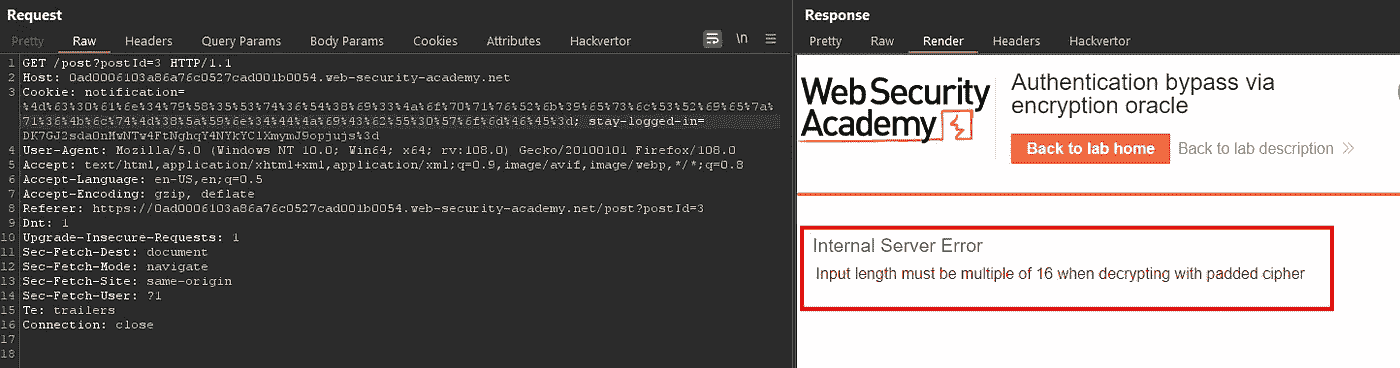 Request
Response
Pretty Raw Headers Query Params Body Params Cookies Attributes Hackvertor \n
Pretty Raw Render Headers Hackvertor
1 GET /post?postId=3 HTTP/1.1
2 Host: 0ad0006103a86a76c0527cad001b0054.web-security-academy.net
3 Cookie: notification=
%4d%63%30%61%6e%34%79%58%35%53%74%36%54%38%69%33%4a%6f%70%71%76%52%6b%39%65%73%6c%53%52%69%65%7a%
71%36%4b%6c%74%4d%38%5a%59%6e%34%44%4a%69%43%62%55%30%57%6f%6d%46%45%3d; stay-logged-in=
DK7GJ2sda0nMwNTw4FtNghqY4NYkYClXmymJ9opjujs%3d
4 User-Agent: Mozilla/5.0 (Windows NT 10.0; Win64; x64; rv:108.0) Gecko/20100101 Firefox/108.0
5 Accept: text/html,application/xhtml+xml,application/xml;q=0.9,image/avif,image/webp,*/*;q=0.8
6 Accept-Language: en-US,en;q=0.5
7 Accept-Encoding: gzip, deflate
8 Referer: https://0ad0006103a86a76c0527cad001b0054.web-security-academy.net/post?postId=3
9 Dnt: 1
10 Upgrade-Insecure-Requests: 1
11 Sec-Fetch-Dest: document
12 Sec-Fetch-Mode: navigate
13 Sec-Fetch-Site: same-origin
14 Sec-Fetch-User: ?1
15 Te: trailers
16 Connection: close
17
18
Web Security
Academy
Authentication bypass via
encryption oracle
Back to lab home Back to lab description
Internal Server Error
Input length must be multiple of 16 when decrypting with padded cipher